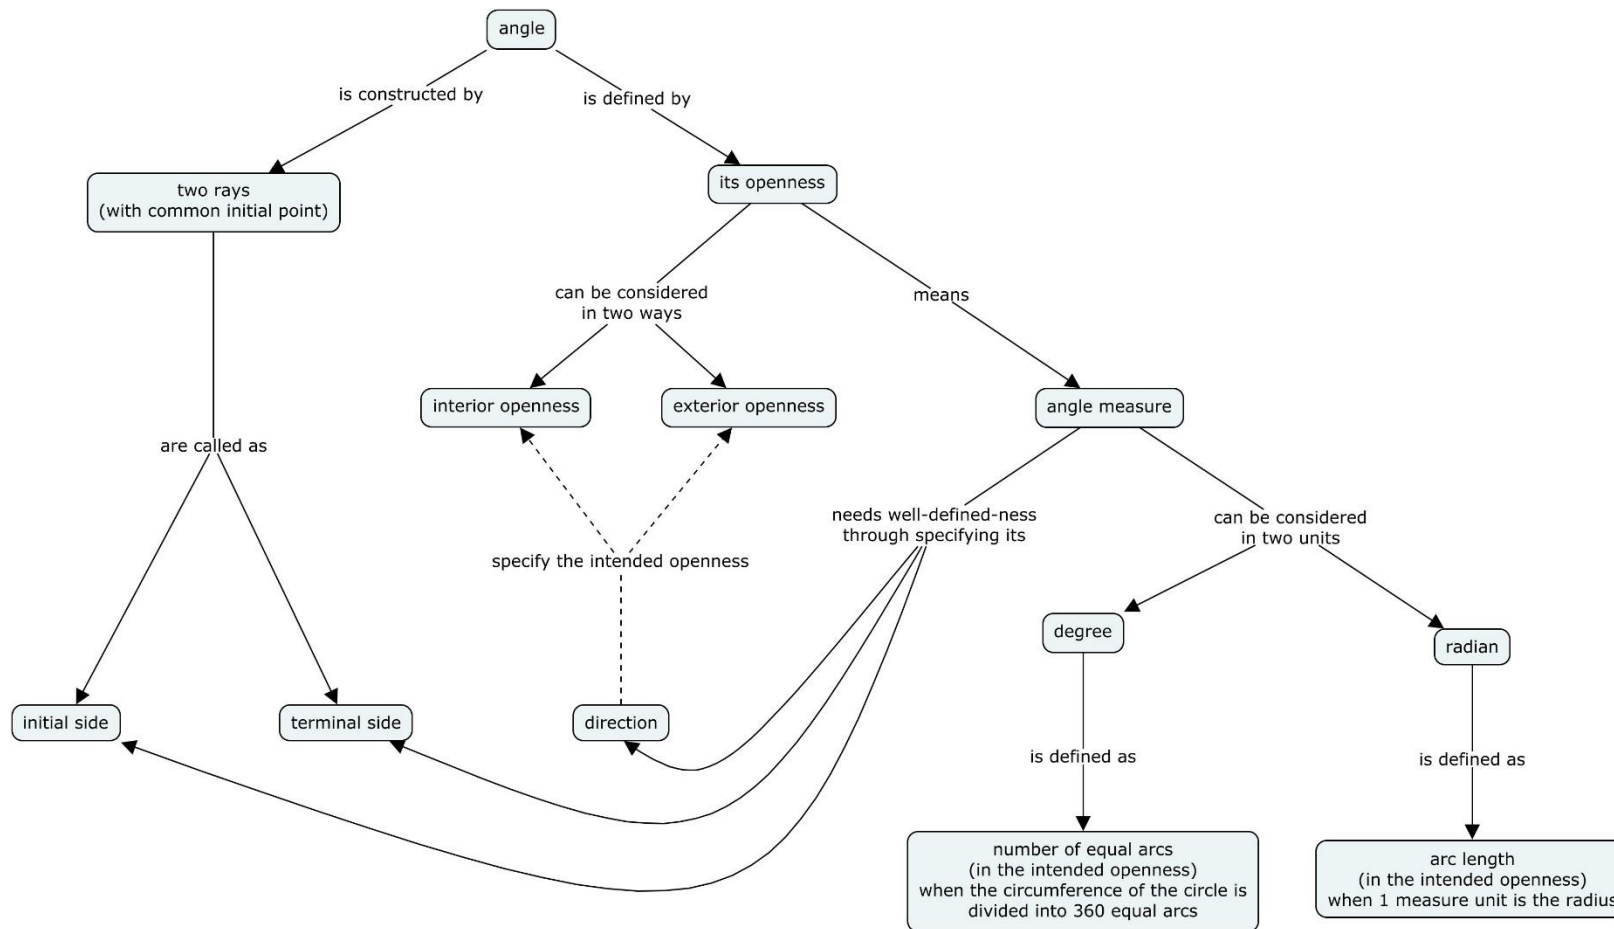 angle
is constructed by
is defined by
two rays
(with common initial point)
its openness
can be considered
in two ways
means
interior openness
exterior openness
angle measure
are called as
needs well-defined-ness
through specifying its
can be considered
in two units
specify the intended openness
degree
radian
initial side
terminal side
direction
is defined as
is defined as
number of equal arcs
(in the intended openness)
when the circumference of the circle is
divided into 360 equal arcs
arc length
(in the intended openness)
when 1 measure unit is the radius